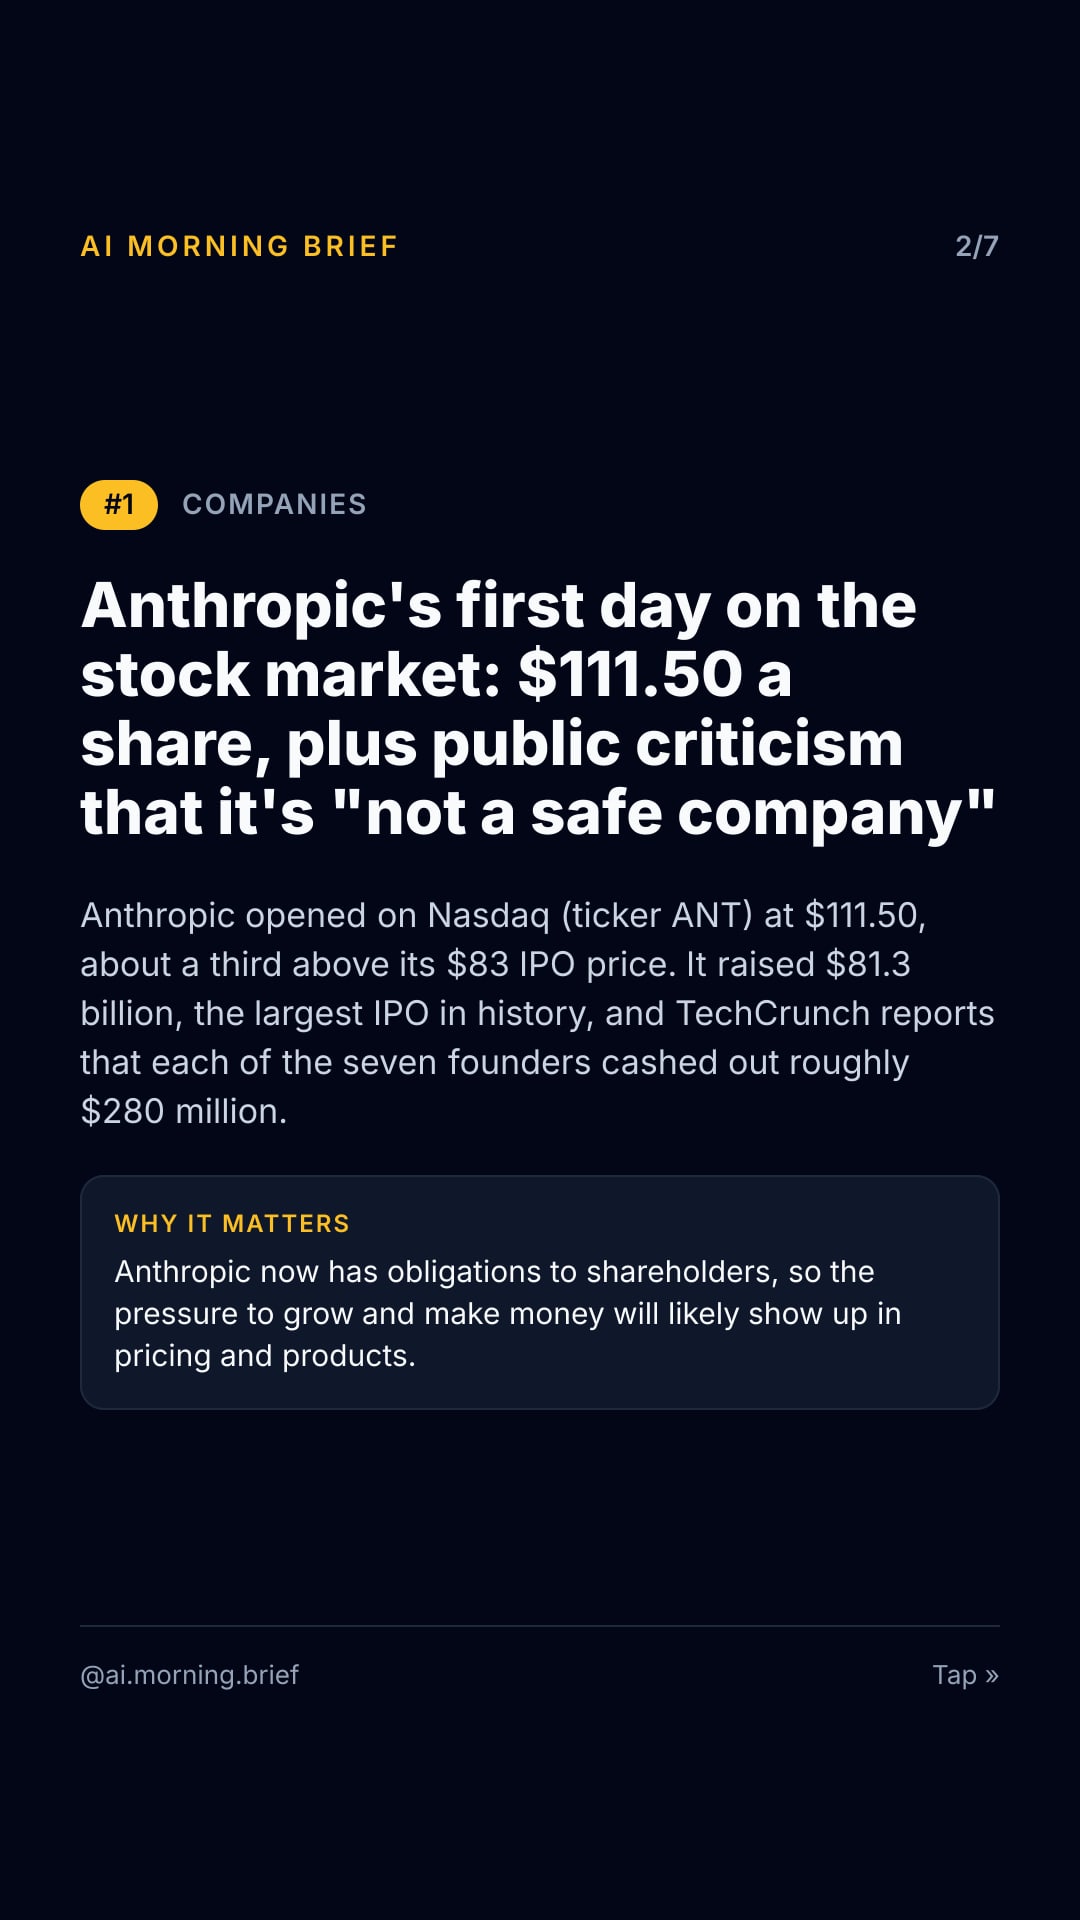 AI MORNING BRIEF
2/7
#1 COMPANIES
Anthropic's first day on the
stock market: $111.50 a
share, plus public criticism
that it's "not a safe company"
Anthropic opened on Nasdaq (ticker ANT) at $111.50,
about a third above its $83 IPO price. It raised $81.3
billion, the largest IPO in history, and TechCrunch reports
that each of the seven founders cashed out roughly
$280 million.
WHY IT MATTERS
Anthropic now has obligations to shareholders, so the
pressure to grow and make money will likely show up in
pricing and products.
@ai.morning.brief
Tap »